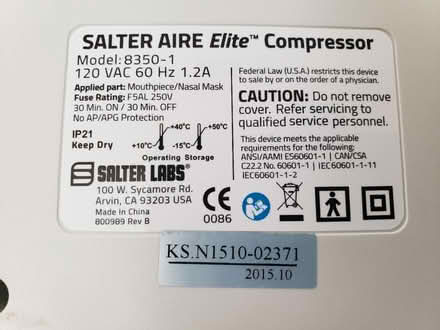 SALTER AIRE Elite™ Compressor
Model: 8350-1
120 VAC 60 Hz 1.2A
Applied part: Mouthpiece/Nasal Mask
Fuse Rating: F5AL 250V
30 Min. ON / 30 Min. OFF
No AP/APG Protection
IP21
Keep Dry
+40°C
+50°C
+10°C
-15°C
Operating Storage
Federal Law (U.S.A.) restricts this
device to sale by or on the order of
a physician.
CAUTION: Do not remove
cover. Refer servicing to
qualified service personnel.
This device meets the applicable
requirements for the following:
ANSI/AAMI ES60601-1 | CAN/CSA
C22.2 No. 60601-1 | IEC60601-1-11
IEC60601-1-2
SALTER LABS®
100 W. Sycamore Rd.
Arvin, CA 93203 USA
Made in China
800989 Rev B
CE
0086
KS.N1510-02371
2015.10